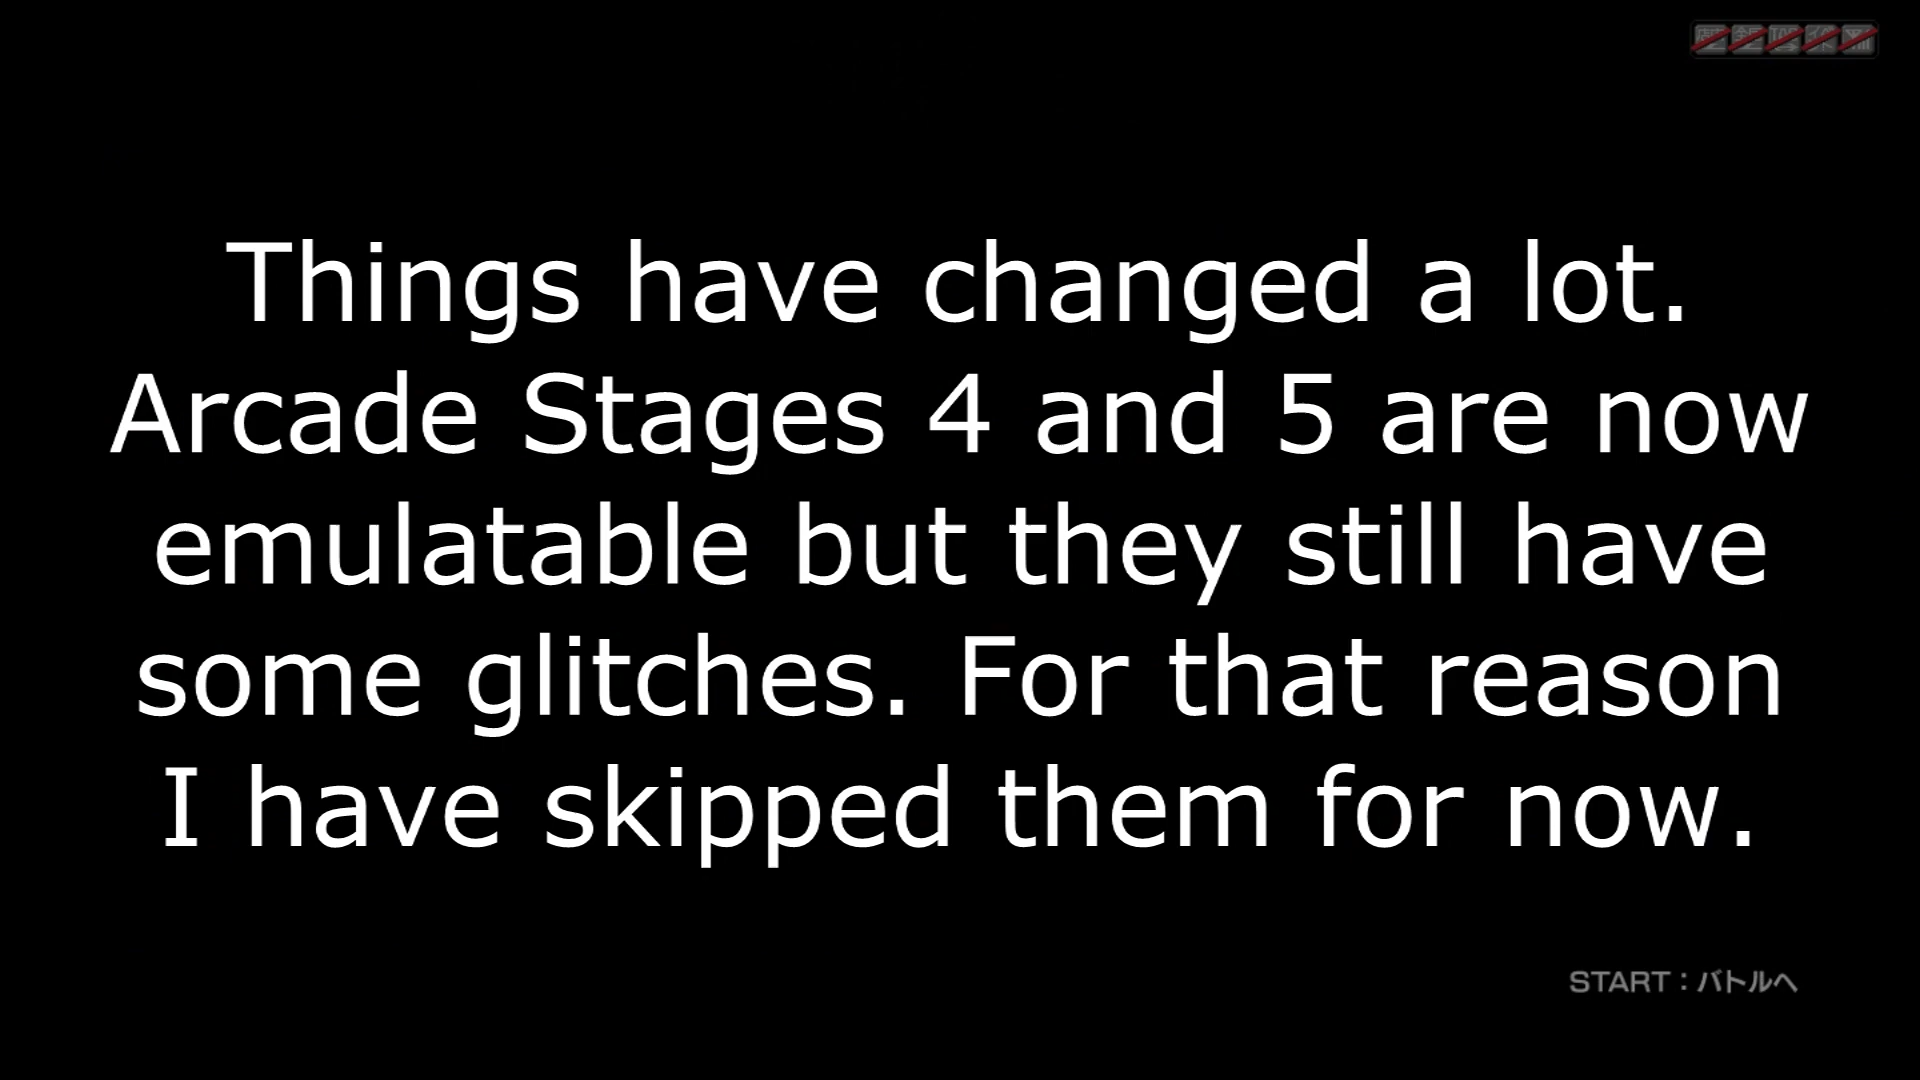 Things have changed a lot.
Arcade Stages 4 and 5 are now
emulatable but they still have
some glitches. For that reason
I have skipped them for now.
START：バトルへ